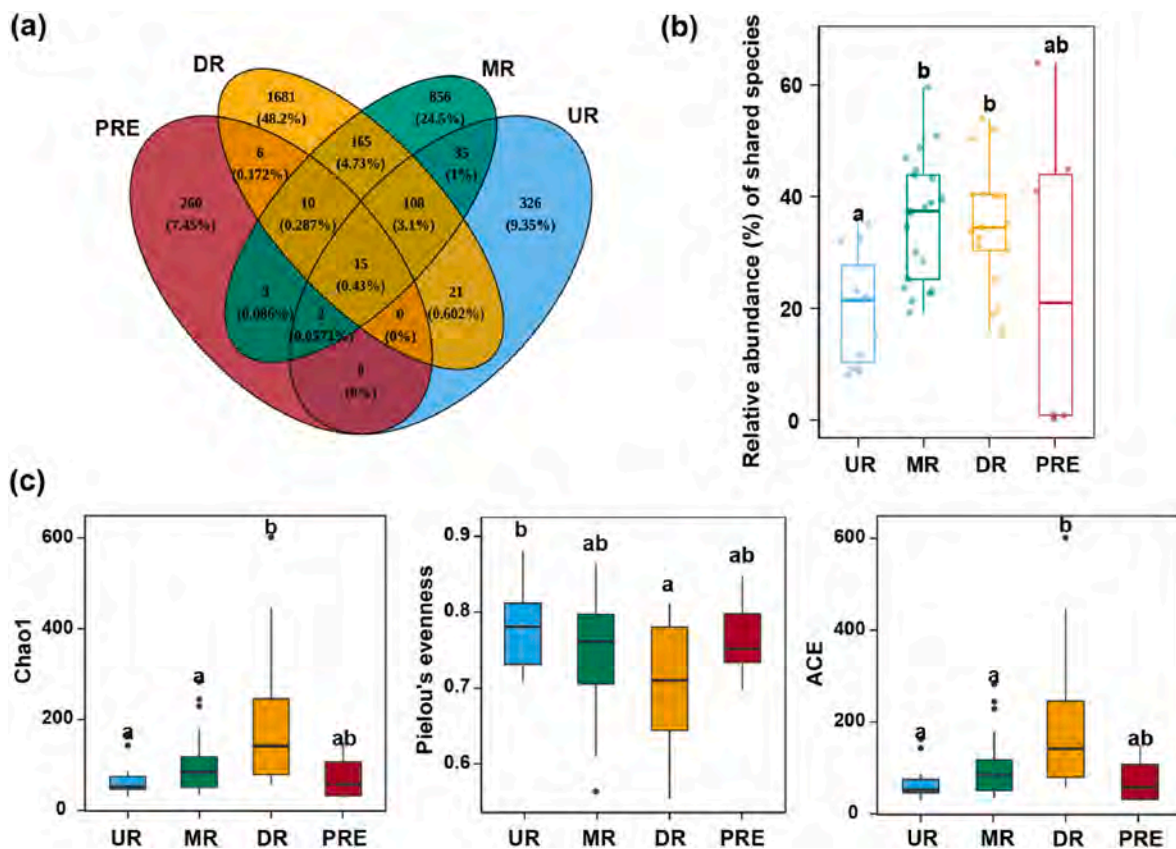 (a)
DR
MR
PRE
UR
1681
(48.2%)
856
(24.5%)
6
(0.172%)
165
(4.73%)
35
(1%)
260
(7.45%)
10
(0.287%)
108
(3.1%)
326
(9.35%)
15
(0.43%)
3
(0.086%)
2
(0.0571%)
0
(0%)
21
(0.602%)
0
(0%)
(b)
Relative abundance (%) of shared species
60
40
20
0
a
b
b
ab
UR MR DR PRE
(c)
Chao1
600
400
200
0
a
a
b
ab
UR MR DR PRE
Pielou's evenness
0.9
0.8
0.7
0.6
b
ab
a
ab
UR MR DR PRE
ACE
600
400
200
0
a
a
b
ab
UR MR DR PRE